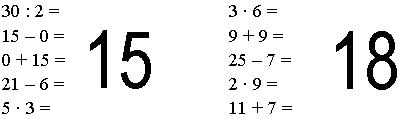 30 : 2 =
15 – 0 =
0 + 15 =
21 – 6 =
5 · 3 =
15
3 · 6 =
9 + 9 =
25 – 7 =
2 · 9 =
11 + 7 =
18